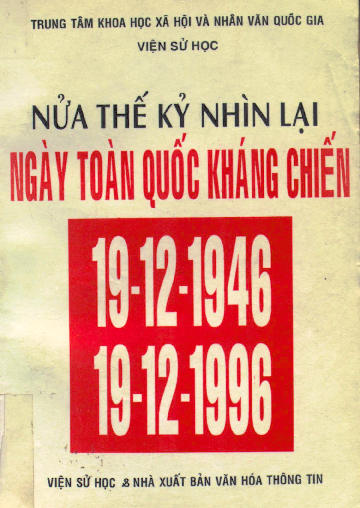 TRUNG TÂM KHOA HỌC XÃ HỘI VÀ NHÂN VĂN QUỐC GIA
VIỆN SỬ HỌC
NỬA THẾ KỶ NHÌN LẠI
NGÀY TOÀN QUỐC KHÁNG CHIẾN
19-12-1946
19-12-1996
VIỆN SỬ HỌC & NHÀ XUẤT BẢN VĂN HÓA THÔNG TIN